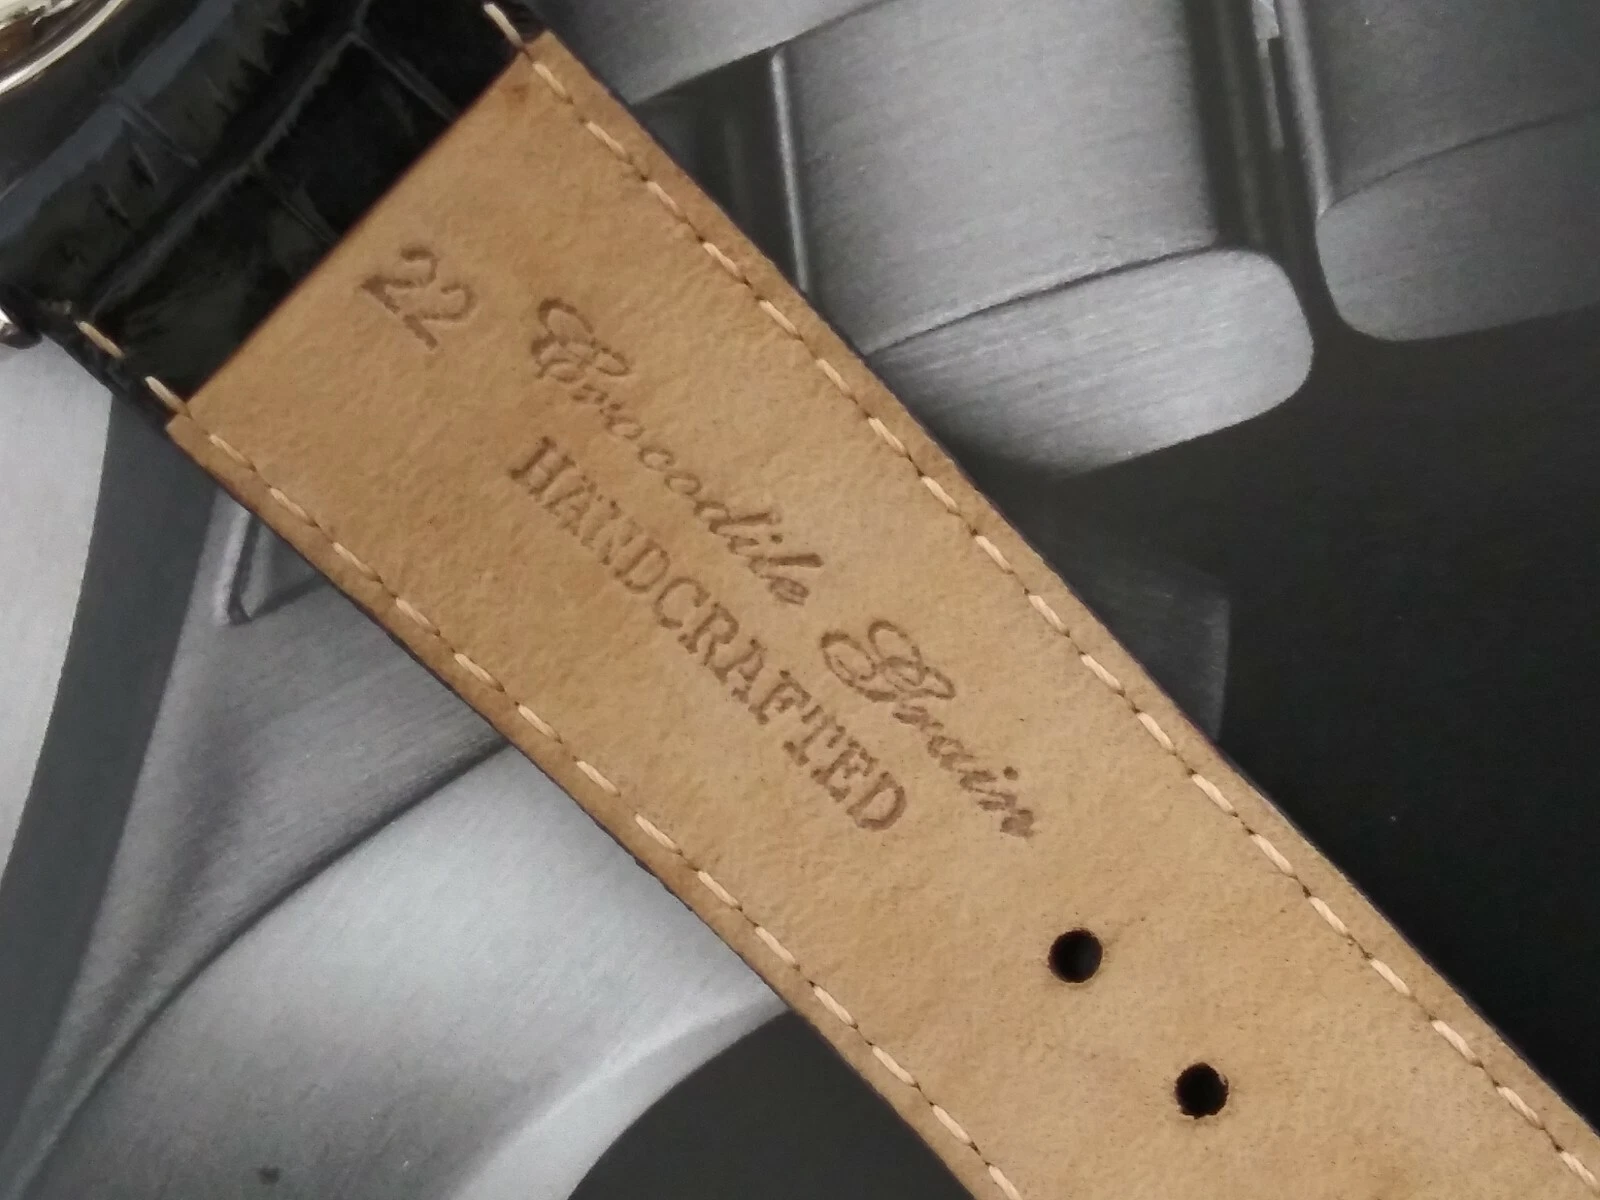 22
Crocodile Grain
HANDCRAFTED